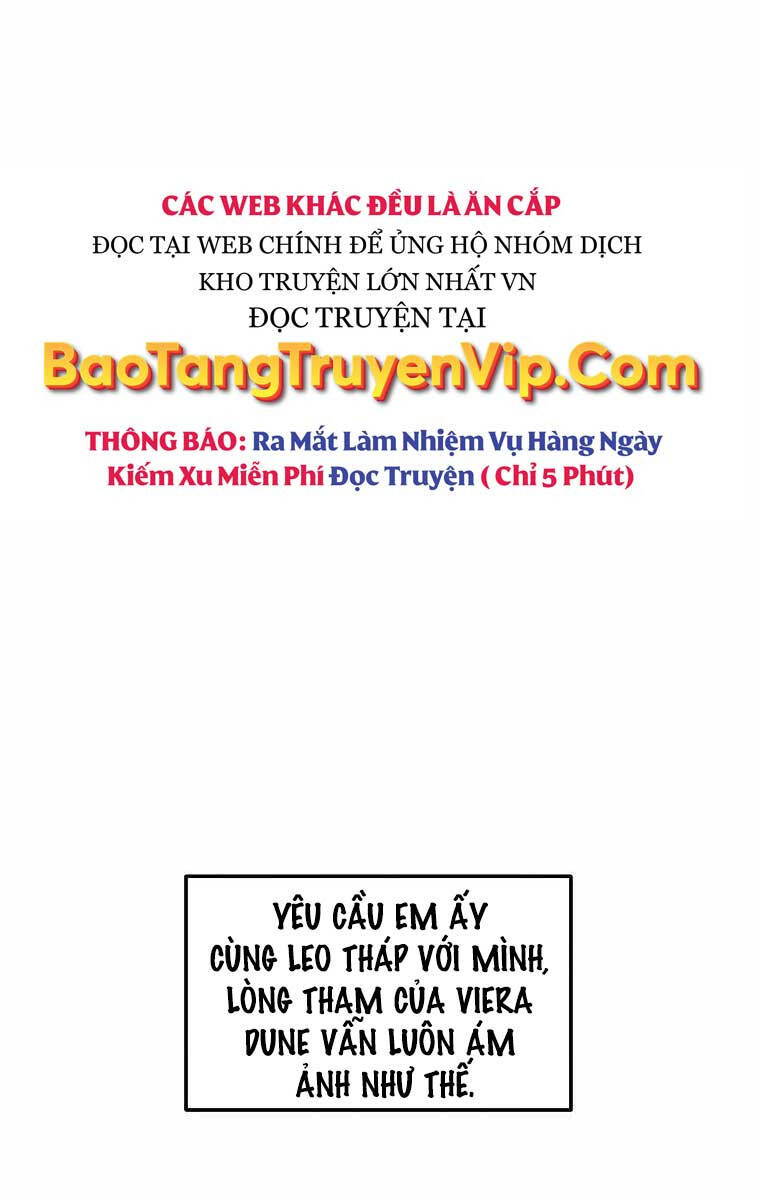 CÁC WEB KHÁC ĐỀU LÀ ĂN CẮP
ĐỌC TẠI WEB CHÍNH ĐỂ ỦNG HỘ NHÓM DỊCH
KHO TRUYỆN LỚN NHẤT VN
ĐỌC TRUYỆN TẠI
BaoTangTruyenVip.Com
THÔNG BÁO: Ra Mắt Làm Nhiệm Vụ Hàng Ngày
Kiếm Xu Miễn Phí Đọc Truyện ( Chỉ 5 Phút)
YÊU CẦU EM ẤY
CÙNG LEO THÁP VỚI MÌNH,
LÒNG THAM CỦA VIERA
DUNE VẪN LUÔN ÁM
ẢNH NHƯ THẾ.